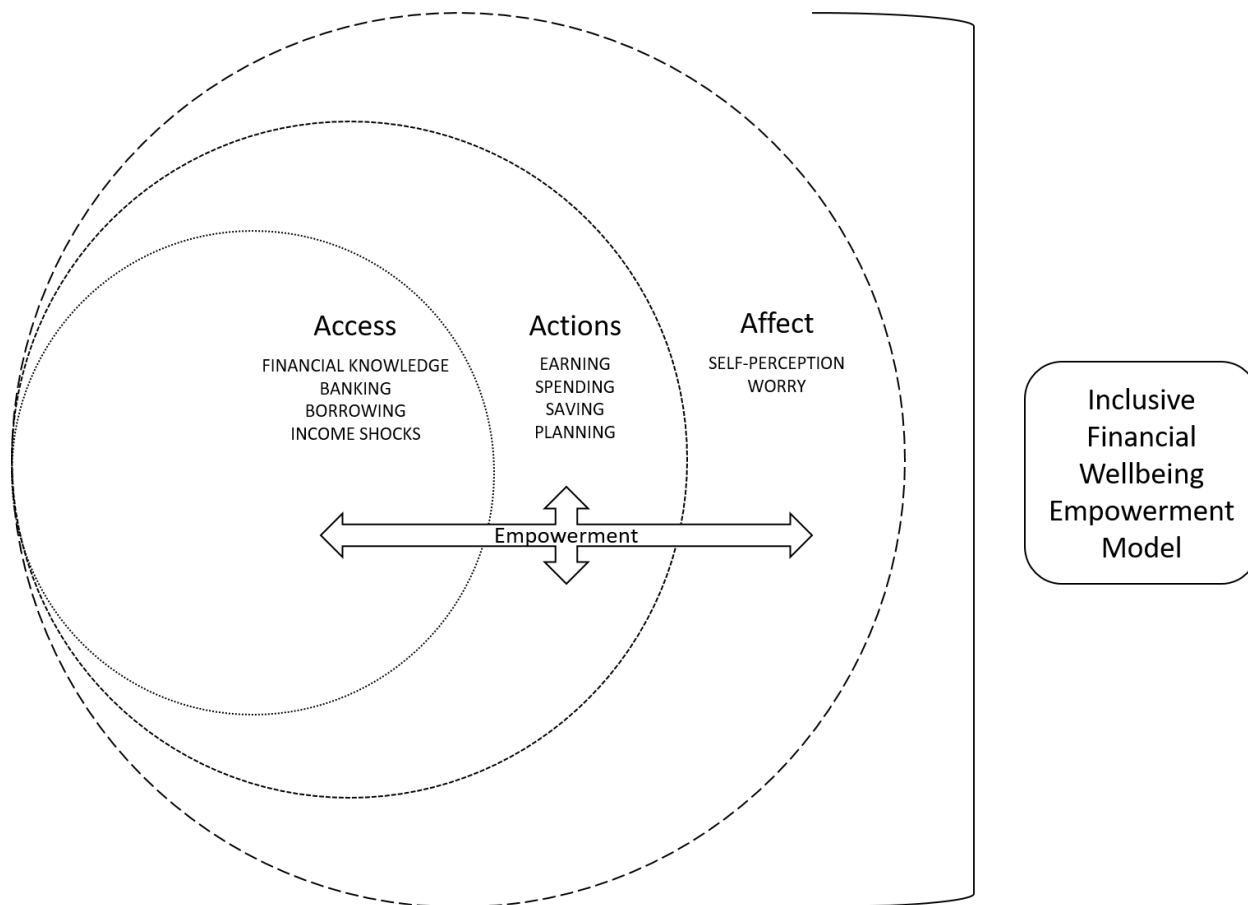 Access
FINANCIAL KNOWLEDGE
BANKING
BORROWING
INCOME SHOCKS
Actions
EARNING
SPENDING
SAVING
PLANNING
Affect
SELF-PERCEPTION
WORRY
Empowerment
Inclusive
Financial
Wellbeing
Empowerment
Model